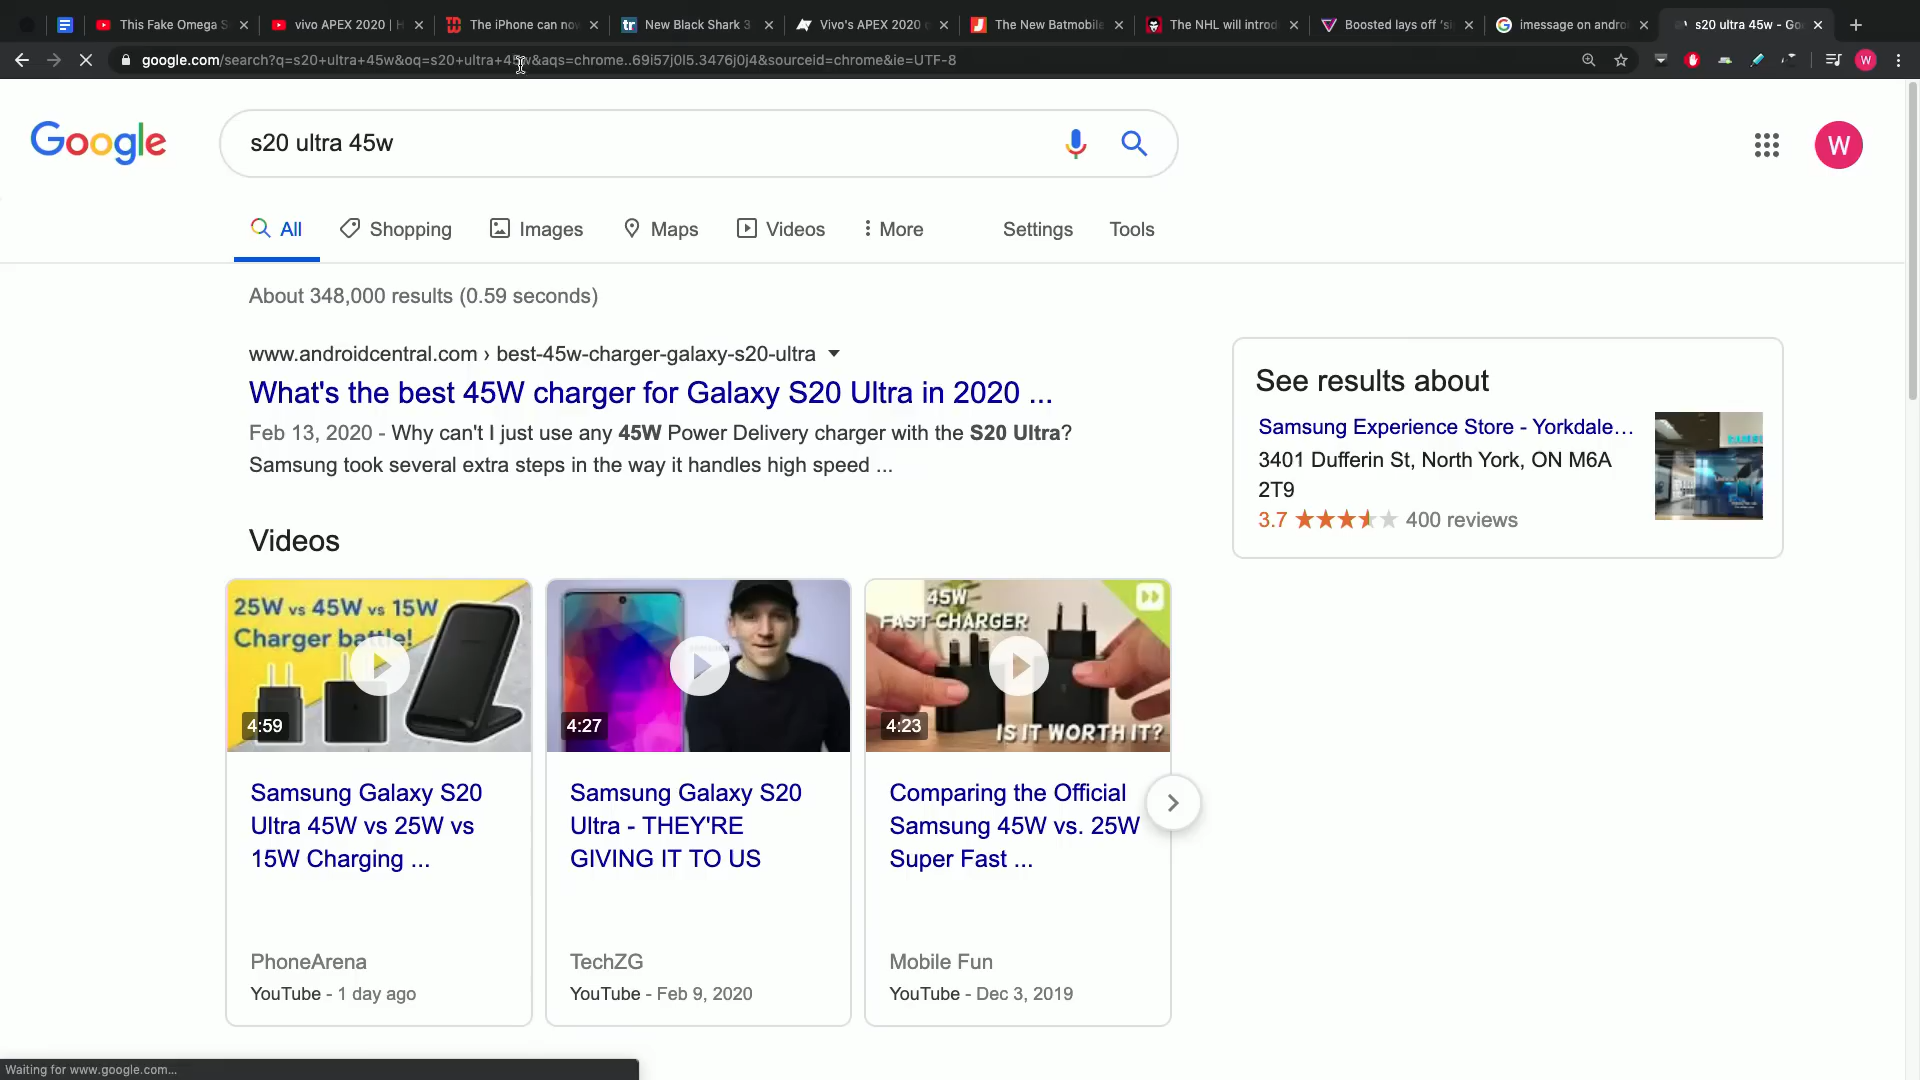 This Fake Omega S
vivo APEX 2020 | H
The iPhone can now
New Black Shark 3
Vivo's APEX 2020
The New Batmobile
The NHL will introd
Boosted lays off 'si
imessage on andro
s20 ultra 45w - Go
google.com/search?q=s20+ultra+45w&oq=s20+ultra+45w&aqs=chrome..69i57j0l5.3476j0j4&sourceid=chrome&ie=UTF-8
W
Google
s20 ultra 45w
W
All
Shopping
Images
Maps
Videos
More
Settings
Tools
About 348,000 results (0.59 seconds)
www.androidcentral.com › best-45w-charger-galaxy-s20-ultra
What's the best 45W charger for Galaxy S20 Ultra in 2020 ...
Feb 13, 2020 - Why can't I just use any 45W Power Delivery charger with the S20 Ultra?
Samsung took several extra steps in the way it handles high speed ...
See results about
Samsung Experience Store - Yorkdale...
3401 Dufferin St, North York, ON M6A
2T9
3.7 400 reviews
Videos
25W vs 45W vs 15W
Charger battle!
4:59
Samsung Galaxy S20
Ultra 45W vs 25W vs
15W Charging ...
PhoneArena
YouTube - 1 day ago
4:27
Samsung Galaxy S20
Ultra - THEY'RE
GIVING IT TO US
TechZG
YouTube - Feb 9, 2020
45W
FAST CHARGER
IS IT WORTH IT?
4:23
Comparing the Official
Samsung 45W vs. 25W
Super Fast ...
Mobile Fun
YouTube - Dec 3, 2019
Waiting for www.google.com...